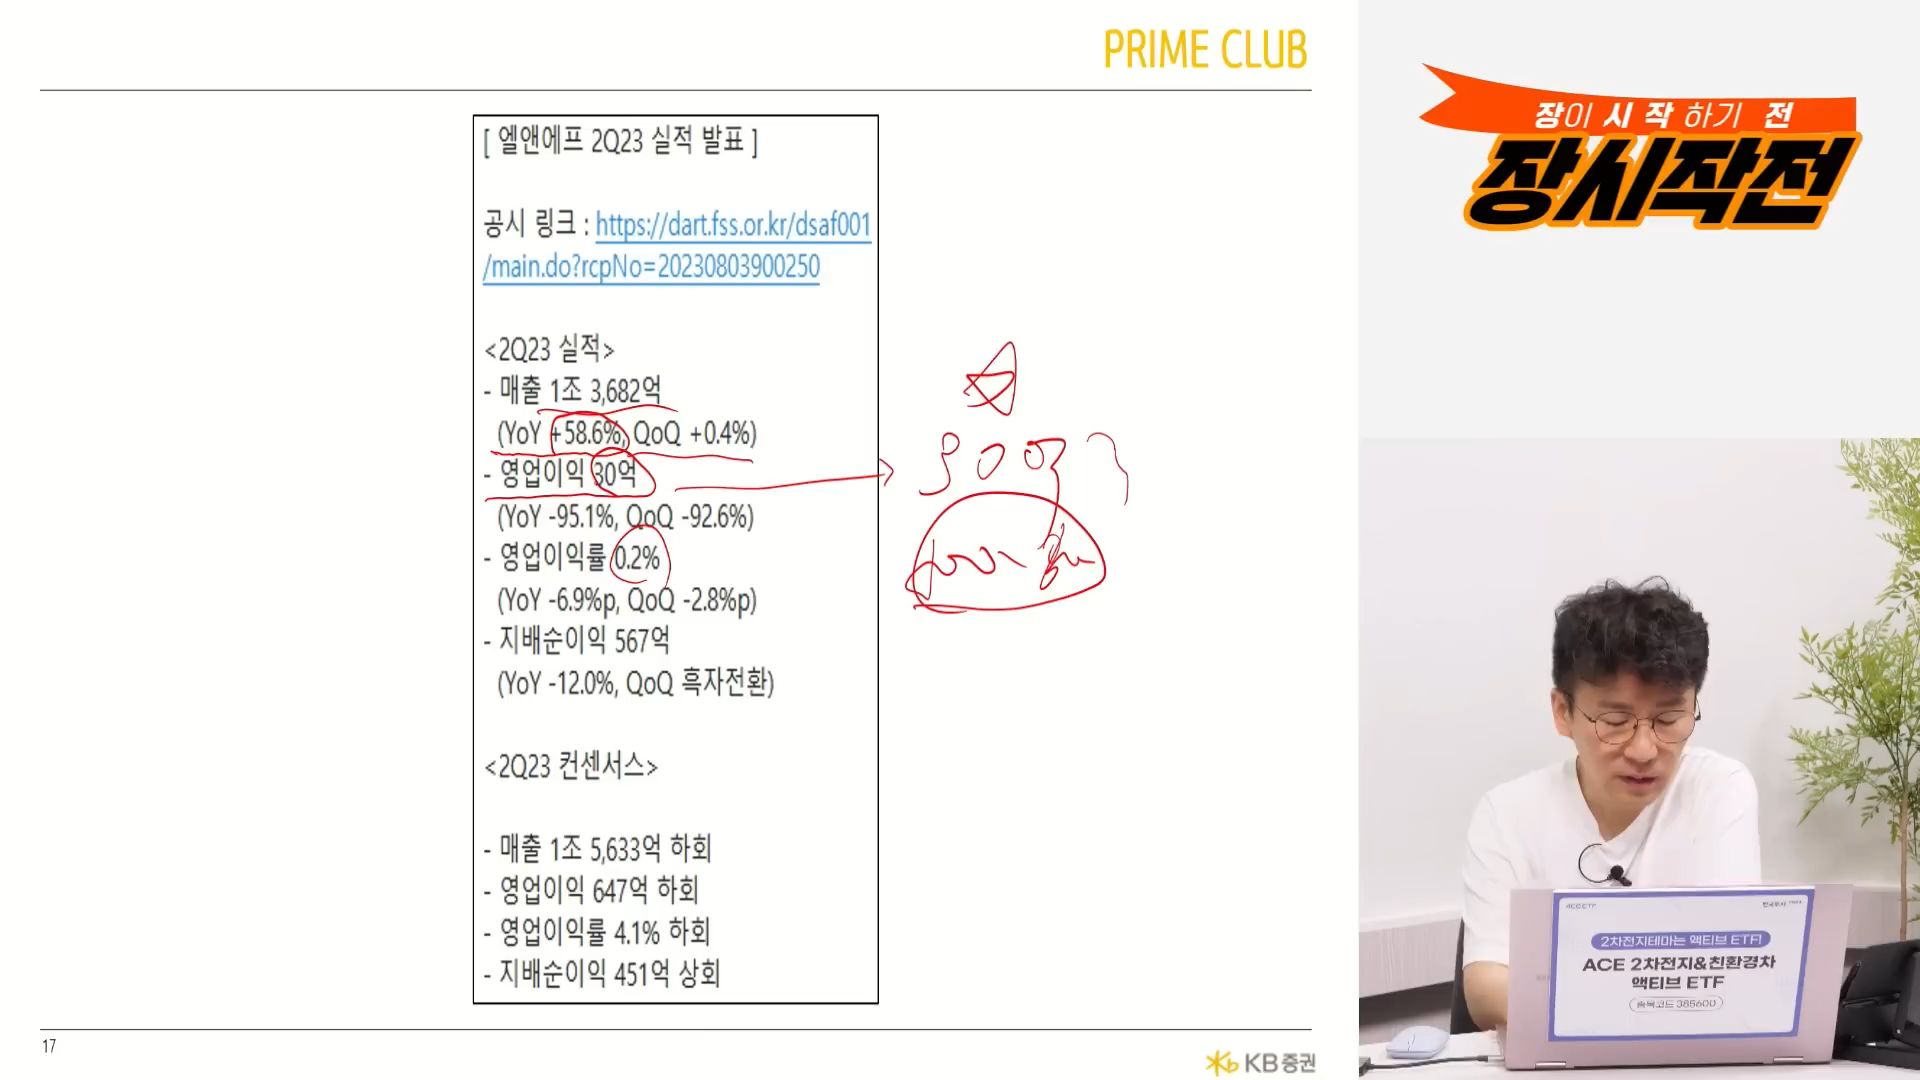 PRIME CLUB
[ 엘앤에프 2Q23 실적 발표 ]
공시 링크 : https://dart.fss.or.kr/dsaf001
/main.do?rcpNo=20230803900250
<2Q23 실적>
- 매출 1조 3,682억
(YoY +58.6%, QoQ +0.4%)
- 영업이익 30억
(YoY -95.1%, QoQ -92.6%)
- 영업이익률 0.2%
(YoY -6.9%p, QoQ -2.8%p)
- 지배순이익 567억
(YoY -12.0%, QoQ 흑자전환)
<2Q23 컨센서스>
- 매출 1조 5,633억 하회
- 영업이익 647억 하회
- 영업이익률 4.1% 하회
- 지배순이익 451억 상회
17
KB증권
장이 시작하기 전
장시작전
ACE ETF
2차전지테마는 액티브 ETF!
ACE 2차전지&친환경차
액티브 ETF
종목코드 385600